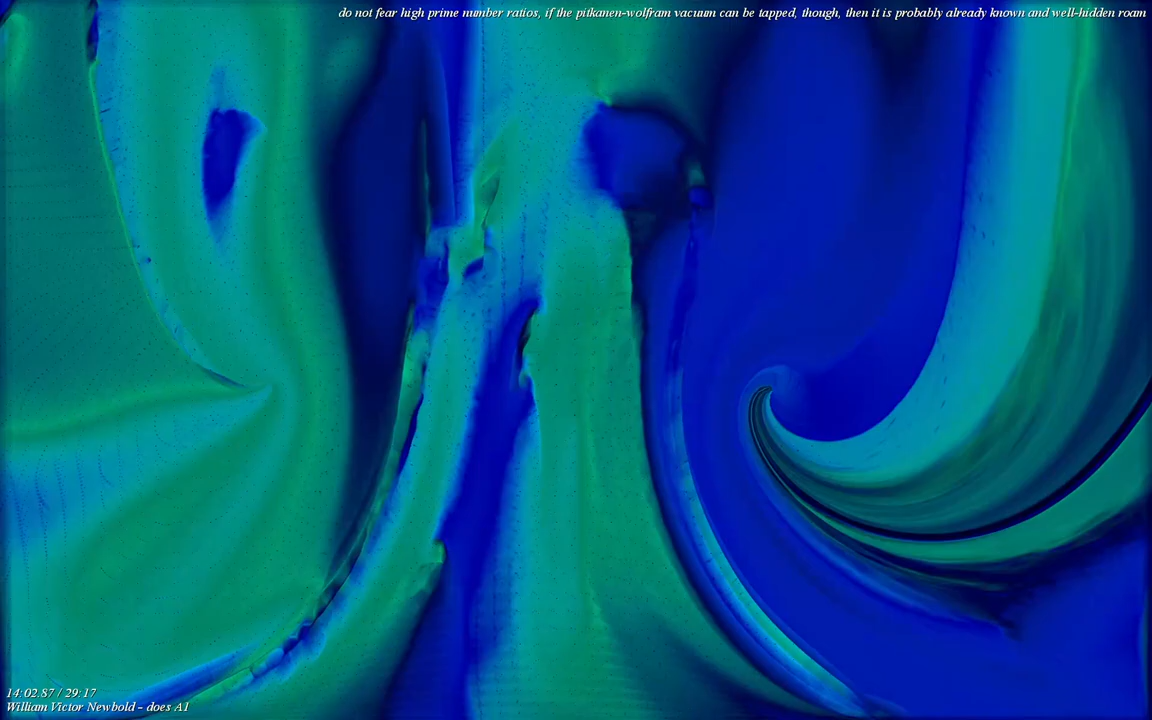 do not fear high prime number ratios, if the pitkanen-wolfram vacuum can be tapped, though, then it is probably already known and well-hidden roam
14:02.87 / 29:17
William Victor Newbold - does A1